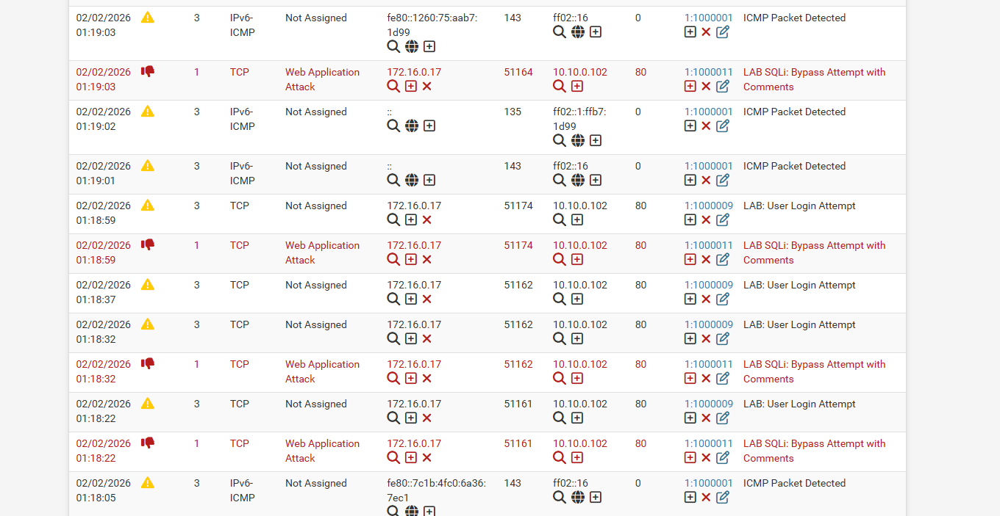 02/02/2026 3 IPv6- Not Assigned fe80::1260:75:aab7: 143 ff02::16 0 1:1000001 ICMP Packet Detected
01:19:03 ICMP 1d99
02/02/2026 1 TCP Web Application 172.16.0.17 51164 10.10.0.102 80 1:1000011 LAB SQLi: Bypass Attempt with
01:19:03 Attack Comments
02/02/2026 3 IPv6- Not Assigned :: 135 ff02::1:ffb7: 0 1:1000001 ICMP Packet Detected
01:19:02 ICMP 1d99
02/02/2026 3 IPv6- Not Assigned :: 143 ff02::16 0 1:1000001 ICMP Packet Detected
01:19:01 ICMP
02/02/2026 3 TCP Not Assigned 172.16.0.17 51174 10.10.0.102 80 1:1000009 LAB: User Login Attempt
01:18:59
02/02/2026 1 TCP Web Application 172.16.0.17 51174 10.10.0.102 80 1:1000011 LAB SQLi: Bypass Attempt with
01:18:59 Attack Comments
02/02/2026 3 TCP Not Assigned 172.16.0.17 51162 10.10.0.102 80 1:1000009 LAB: User Login Attempt
01:18:37
02/02/2026 3 TCP Not Assigned 172.16.0.17 51162 10.10.0.102 80 1:1000009 LAB: User Login Attempt
01:18:32
02/02/2026 1 TCP Web Application 172.16.0.17 51162 10.10.0.102 80 1:1000011 LAB SQLi: Bypass Attempt with
01:18:32 Attack Comments
02/02/2026 3 TCP Not Assigned 172.16.0.17 51161 10.10.0.102 80 1:1000009 LAB: User Login Attempt
01:18:22
02/02/2026 1 TCP Web Application 172.16.0.17 51161 10.10.0.102 80 1:1000011 LAB SQLi: Bypass Attempt with
01:18:22 Attack Comments
02/02/2026 3 IPv6- Not Assigned fe80::7c1b:4fc0:6a36: 143 ff02::16 0 1:1000001 ICMP Packet Detected
01:18:05 ICMP 7ec1